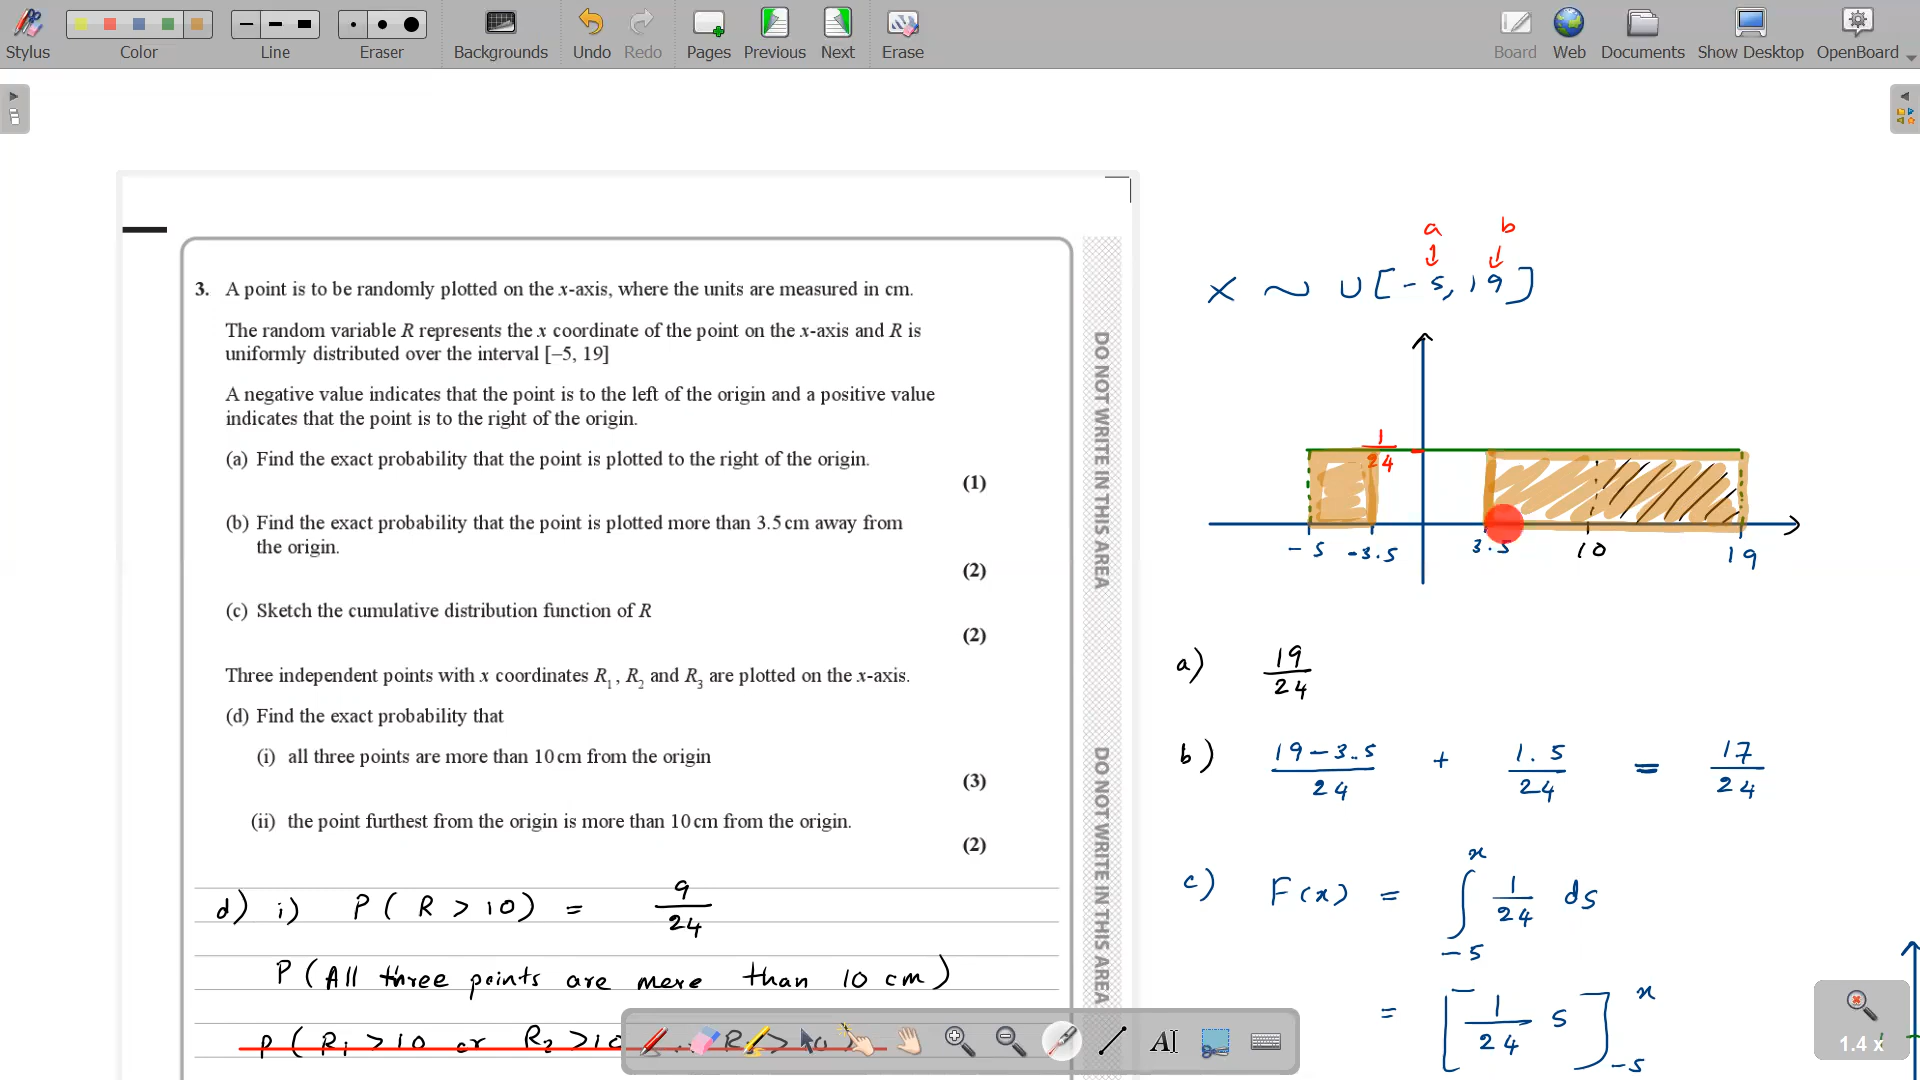 Stylus Color Line Eraser Backgrounds Undo Redo Pages Previous Next Erase Board Web Documents Show Desktop OpenBoard
3. A point is to be randomly plotted on the x-axis, where the units are measured in cm.
The random variable R represents the x coordinate of the point on the x-axis and R is
uniformly distributed over the interval [–5, 19]
A negative value indicates that the point is to the left of the origin and a positive value
indicates that the point is to the right of the origin.
(a) Find the exact probability that the point is plotted to the right of the origin.
(1)
(b) Find the exact probability that the point is plotted more than 3.5 cm away from
the origin.
(2)
(c) Sketch the cumulative distribution function of R
(2)
Three independent points with x coordinates R₁, R₂ and R₃ are plotted on the x-axis.
(d) Find the exact probability that
(i) all three points are more than 10 cm from the origin
(3)
(ii) the point furthest from the origin is more than 10 cm from the origin.
(2)
d) i) P ( R > 10 ) = 9/24
P ( All three points are more than 10 cm )
P ( R₁ > 10 or R₂ > 10
DO NOT WRITE IN THIS AREA
DO NOT WRITE IN THIS AREA
a b
X ~ U [ - 5, 19 ]
1/24
- 5 -3.5 3.5 10 19
a) 19/24
b) 19 - 3.5/24 + 1.5/24 = 17/24
c) F(x) = ∫ x -5 1/24 ds
= [ 1/24 s ] x -5
1.4 x